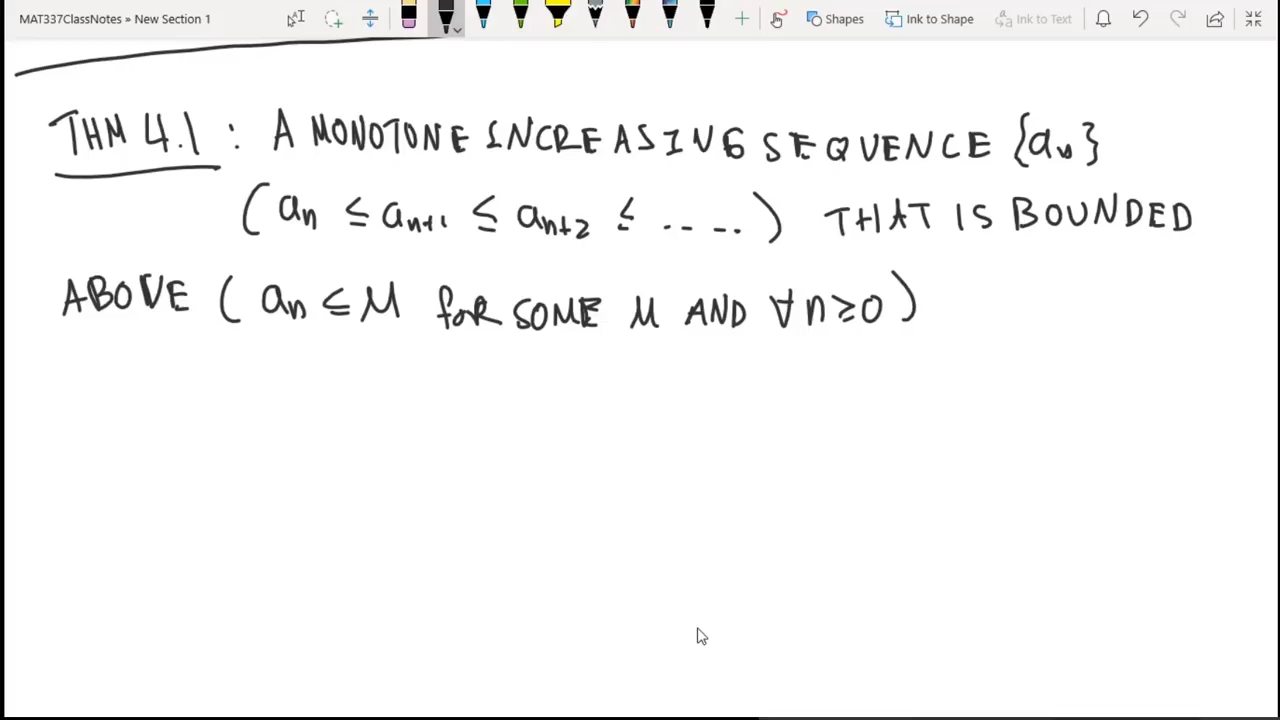 MAT337ClassNotes » New Section 1
Shapes
Ink to Shape
Ink to Text
THM 4.1 : A MONOTONE INCREASING SEQUENCE {aₙ}
(aₙ ≤ aₙ₊₁ ≤ aₙ₊₂ ≤ .....) THAT IS BOUNDED
ABOVE (aₙ ≤ M for SOME M AND ∀n≥0)